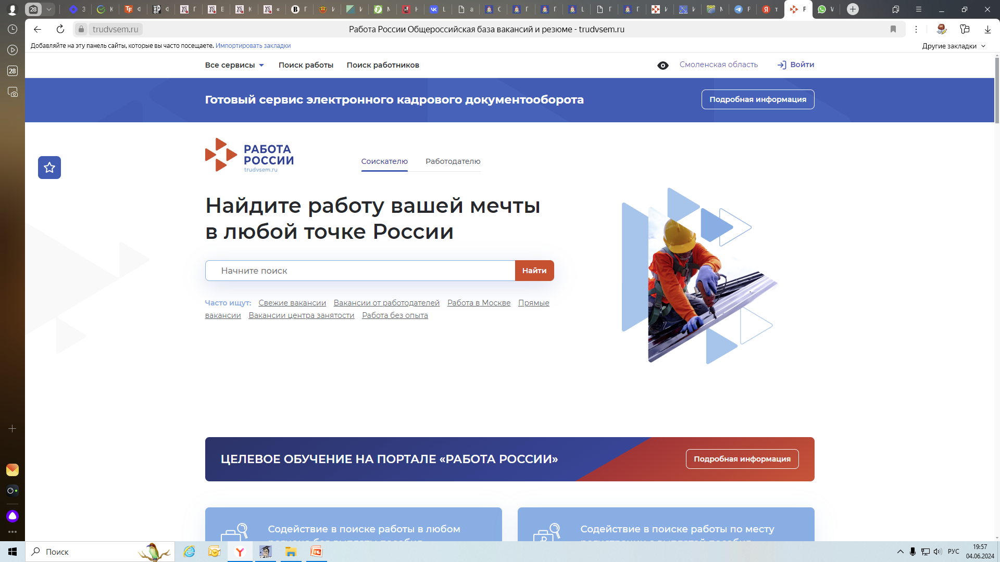 28
З
К
Ф
Ф
Г
Е
К
«
Г
И
И
М
Н
L
а
С
Г
Г
L
Г
Г
И
И
М
Р
т
Р
W
trudvsem.ru
Работа России Общероссийская база вакансий и резюме - trudvsem.ru
Добавляйте на эту панель сайты, которые вы часто посещаете. Импортировать закладки
Другие закладки
28
Все сервисы
Поиск работы
Поиск работников
Смоленская область
Войти
Готовый сервис электронного кадрового документооборота
Подробная информация
РАБОТА
РОССИИ
trudvsem.ru
Соискателю
Работодателю
Найдите работу вашей мечты
в любой точке России
Начните поиск
Найти
Часто ищут: Свежие вакансии Вакансии от работодателей Работа в Москве Прямые
вакансии Вакансии центра занятости Работа без опыта
ЦЕЛЕВОЕ ОБУЧЕНИЕ НА ПОРТАЛЕ «РАБОТА РОССИИ»
Подробная информация
Содействие в поиске работы в любом
Содействие в поиске работы по месту
Поиск
РУС
19:57
04.06.2024